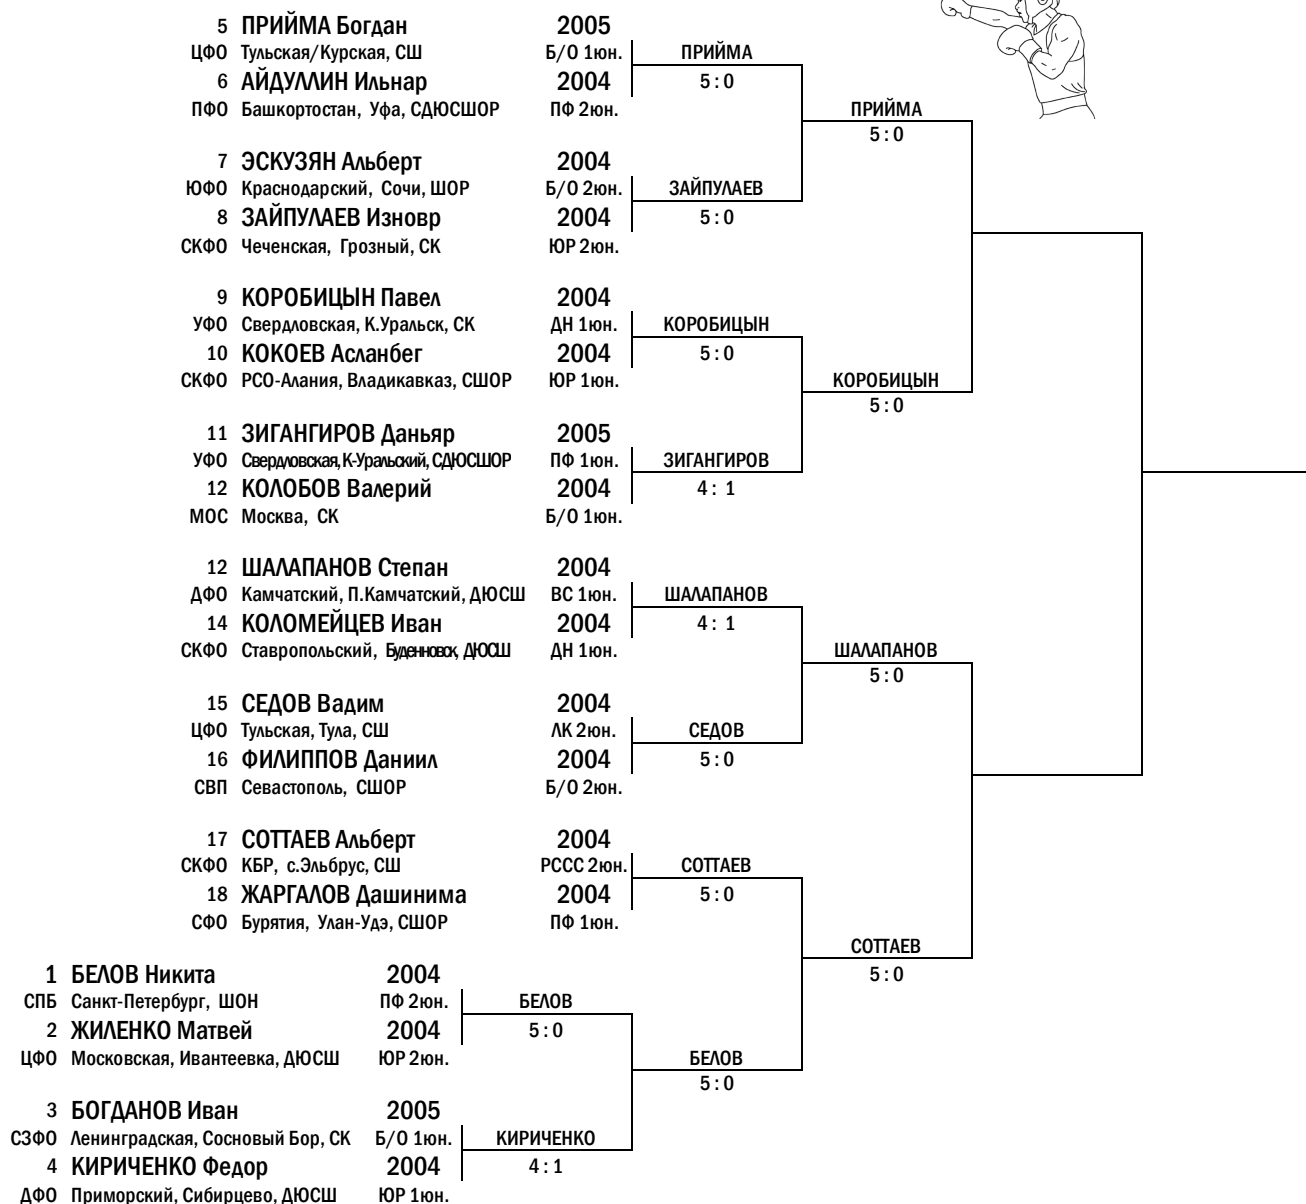 5 ПРИЙМА Богдан 2005
ЦФО Тульская/Курская, СШ Б/О 1юн. ПРИЙМА
6 АЙДУЛЛИН Ильнар 2004 5 : 0
ПФО Башкортостан, Уфа, СДЮСШОР ПФ 2юн. ПРИЙМА
5 : 0
7 ЭСКУЗЯН Альберт 2004
ЮФО Краснодарский, Сочи, ШОР Б/О 2юн. ЗАЙПУЛАЕВ
8 ЗАЙПУЛАЕВ Изновр 2004 5 : 0
СКФО Чеченская, Грозный, СК ЮР 2юн.
9 КОРОБИЦЫН Павел 2004
УФО Свердловская, К.Уральск, СК ДН 1юн. КОРОБИЦЫН
10 КОКОЕВ Асланбег 2004 5 : 0
СКФО РСО-Алания, Владикавказ, СШОР ЮР 1юн. КОРОБИЦЫН
5 : 0
11 ЗИГАНГИРОВ Даньяр 2005
УФО Свердловская, К-Уральский, СДЮСШОР ПФ 1юн. ЗИГАНГИРОВ
12 КОЛОБОВ Валерий 2004 4 : 1
МОС Москва, СК Б/О 1юн.
12 ШАЛАПАНОВ Степан 2004
ДФО Камчатский, П.Камчатский, ДЮСШ ВС 1юн. ШАЛАПАНОВ
14 КОЛОМЕЙЦЕВ Иван 2004 4 : 1
СКФО Ставропольский, Буденновск, ДЮСШ ДН 1юн. ШАЛАПАНОВ
5 : 0
15 СЕДОВ Вадим 2004
ЦФО Тульская, Тула, СШ ЛК 2юн. СЕДОВ
16 ФИЛИППОВ Даниил 2004 5 : 0
СВП Севастополь, СШОР Б/О 2юн.
17 СОТТАЕВ Альберт 2004
СКФО КБР, с.Эльбрус, СШ РССС 2юн. СОТТАЕВ
18 ЖАРГАЛОВ Дашинима 2004 5 : 0
СФО Бурятия, Улан-Удэ, СШОР ПФ 1юн.
СОТТАЕВ
1 БЕЛОВ Никита 2004 5 : 0
СПБ Санкт-Петербург, ШОН ПФ 2юн. БЕЛОВ
2 ЖИЛЕНКО Матвей 2004 5 : 0
ЦФО Московская, Ивантеевка, ДЮСШ ЮР 2юн. БЕЛОВ
5 : 0
3 БОГДАНОВ Иван 2005
СЗФО Ленинградская, Сосновый Бор, СК Б/О 1юн. КИРИЧЕНКО
4 КИРИЧЕНКО Федор 2004 4 : 1
ДФО Приморский, Сибирцево, ДЮСШ ЮР 1юн.